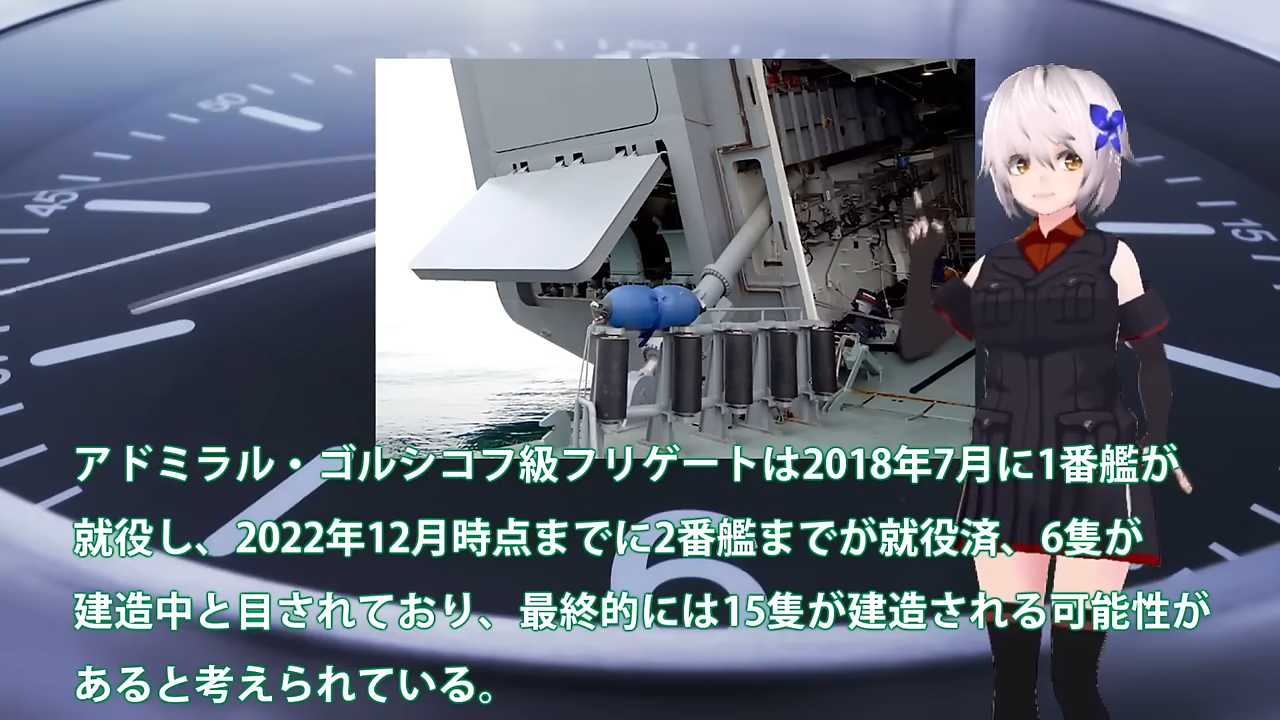 60
50
45
15
6
アドミラル・ゴルシコフ級フリゲートは2018年7月に1番艦が
就役し、2022年12月時点までに2番艦までが就役済、6隻が
建造中と目されており、最終的には15隻が建造される可能性が
あると考えられている。